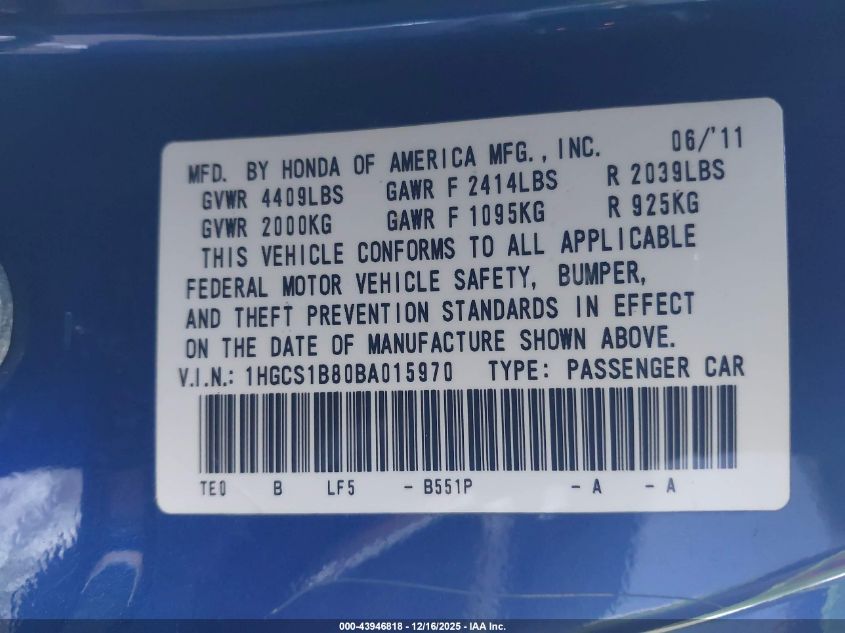 MFD. BY HONDA OF AMERICA MFG., INC. 06/'11
GVWR 4409LBS GAWR F 2414LBS R 2039LBS
GVWR 2000KG GAWR F 1095KG R 925KG
THIS VEHICLE CONFORMS TO ALL APPLICABLE
FEDERAL MOTOR VEHICLE SAFETY, BUMPER,
AND THEFT PREVENTION STANDARDS IN EFFECT
ON THE DATE OF MANUFACTURE SHOWN ABOVE.
V.I.N.: 1HGCS1B80BA015970 TYPE: PASSENGER CAR
TE0 B LF5 - B551P - A - A
000-43946818 - 12/16/2025 - IAA Inc.